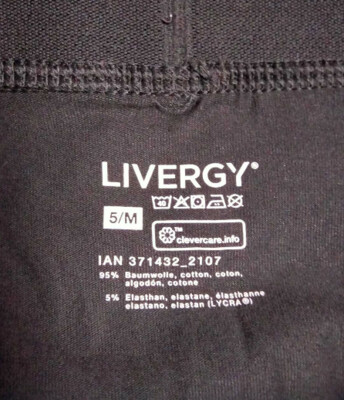 LIVERGY®
5/M
40
clevercare.info
IAN 371432_2107
95% Baumwolle, cotton, coton,
algodón, cotone
5% Elasthan, elastane, élasthanne
elastano, elastan (LYCRA®)